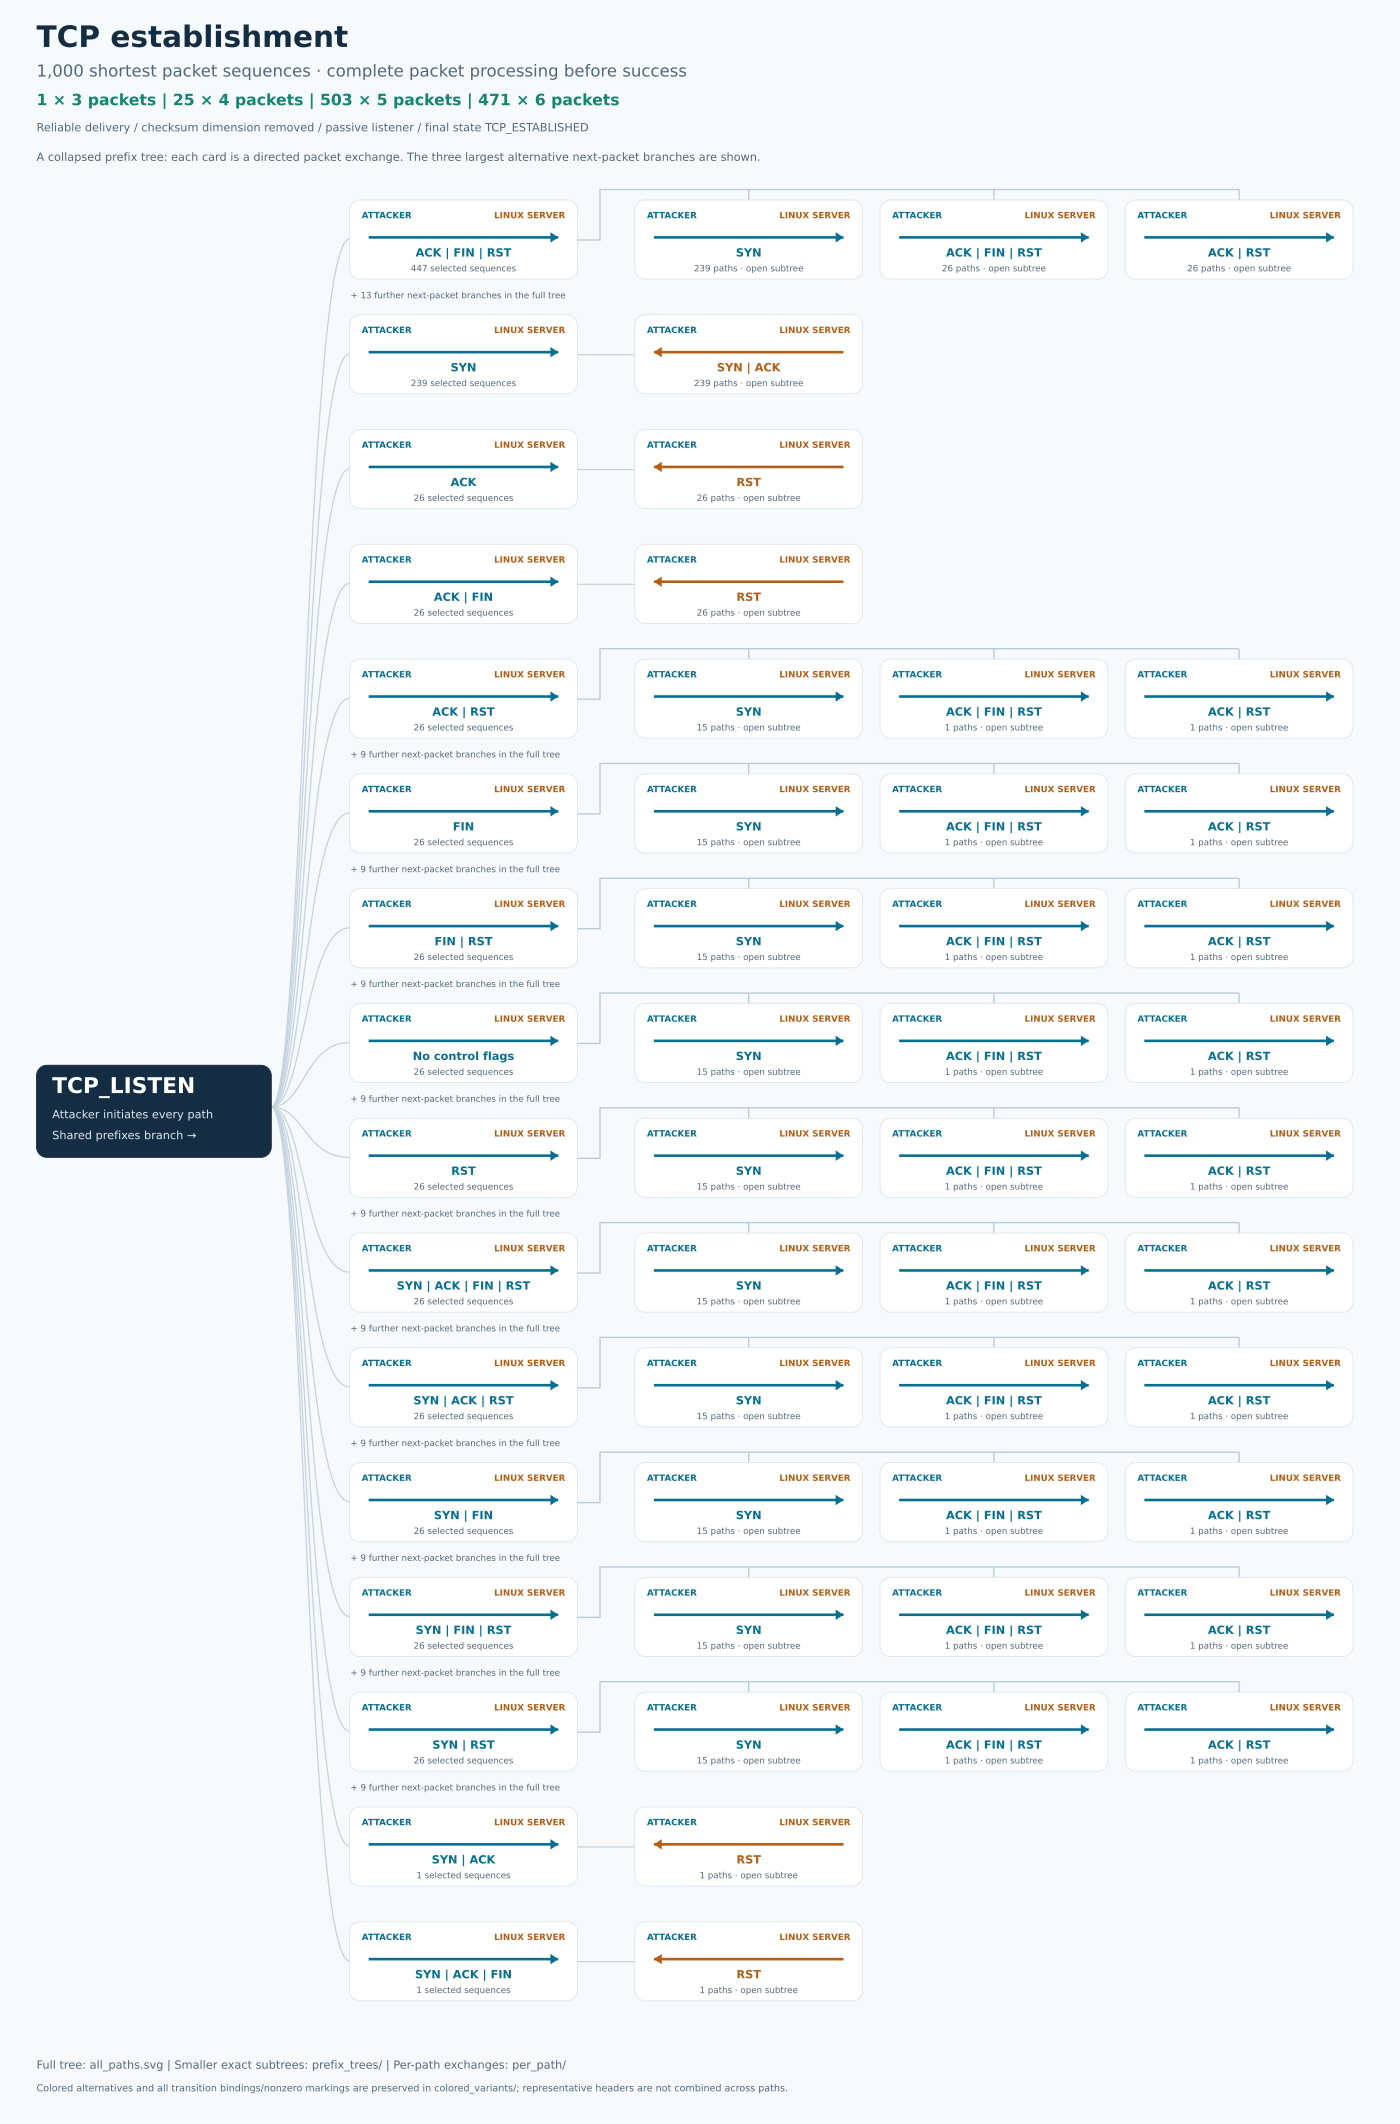 TCP establishment
1,000 shortest packet sequences · complete packet processing before success
1 × 3 packets | 25 × 4 packets | 503 × 5 packets | 471 × 6 packets
Reliable delivery / checksum dimension removed / passive listener / final state TCP_ESTABLISHED
A collapsed prefix tree: each card is a directed packet exchange. The three largest alternative next-packet branches are shown.
ATTACKER LINUX SERVER ATTACKER LINUX SERVER ATTACKER LINUX SERVER ATTACKER LINUX SERVER
ACK | FIN | RST SYN ACK | FIN | RST ACK | RST
447 selected sequences 239 paths · open subtree 26 paths · open subtree 26 paths · open subtree
+ 13 further next-packet branches in the full tree
ATTACKER LINUX SERVER ATTACKER LINUX SERVER
SYN SYN | ACK
239 selected sequences 239 paths · open subtree
ATTACKER LINUX SERVER ATTACKER LINUX SERVER
ACK RST
26 selected sequences 26 paths · open subtree
ATTACKER LINUX SERVER ATTACKER LINUX SERVER
ACK | FIN RST
26 selected sequences 26 paths · open subtree
ATTACKER LINUX SERVER ATTACKER LINUX SERVER ATTACKER LINUX SERVER ATTACKER LINUX SERVER
ACK | RST SYN ACK | FIN | RST ACK | RST
26 selected sequences 15 paths · open subtree 1 paths · open subtree 1 paths · open subtree
+ 9 further next-packet branches in the full tree
ATTACKER LINUX SERVER ATTACKER LINUX SERVER ATTACKER LINUX SERVER ATTACKER LINUX SERVER
FIN SYN ACK | FIN | RST ACK | RST
26 selected sequences 15 paths · open subtree 1 paths · open subtree 1 paths · open subtree
+ 9 further next-packet branches in the full tree
ATTACKER LINUX SERVER ATTACKER LINUX SERVER ATTACKER LINUX SERVER ATTACKER LINUX SERVER
FIN | RST SYN ACK | FIN | RST ACK | RST
26 selected sequences 15 paths · open subtree 1 paths · open subtree 1 paths · open subtree
+ 9 further next-packet branches in the full tree
ATTACKER LINUX SERVER ATTACKER LINUX SERVER ATTACKER LINUX SERVER ATTACKER LINUX SERVER
No control flags SYN ACK | FIN | RST ACK | RST
26 selected sequences 15 paths · open subtree 1 paths · open subtree 1 paths · open subtree
+ 9 further next-packet branches in the full tree
TCP_LISTEN
Attacker initiates every path
Shared prefixes branch →
ATTACKER LINUX SERVER ATTACKER LINUX SERVER ATTACKER LINUX SERVER ATTACKER LINUX SERVER
RST SYN ACK | FIN | RST ACK | RST
26 selected sequences 15 paths · open subtree 1 paths · open subtree 1 paths · open subtree
+ 9 further next-packet branches in the full tree
ATTACKER LINUX SERVER ATTACKER LINUX SERVER ATTACKER LINUX SERVER ATTACKER LINUX SERVER
SYN | ACK | FIN | RST SYN ACK | FIN | RST ACK | RST
26 selected sequences 15 paths · open subtree 1 paths · open subtree 1 paths · open subtree
+ 9 further next-packet branches in the full tree
ATTACKER LINUX SERVER ATTACKER LINUX SERVER ATTACKER LINUX SERVER ATTACKER LINUX SERVER
SYN | ACK | RST SYN ACK | FIN | RST ACK | RST
26 selected sequences 15 paths · open subtree 1 paths · open subtree 1 paths · open subtree
+ 9 further next-packet branches in the full tree
ATTACKER LINUX SERVER ATTACKER LINUX SERVER ATTACKER LINUX SERVER ATTACKER LINUX SERVER
SYN | FIN SYN ACK | FIN | RST ACK | RST
26 selected sequences 15 paths · open subtree 1 paths · open subtree 1 paths · open subtree
+ 9 further next-packet branches in the full tree
ATTACKER LINUX SERVER ATTACKER LINUX SERVER ATTACKER LINUX SERVER ATTACKER LINUX SERVER
SYN | FIN | RST SYN ACK | FIN | RST ACK | RST
26 selected sequences 15 paths · open subtree 1 paths · open subtree 1 paths · open subtree
+ 9 further next-packet branches in the full tree
ATTACKER LINUX SERVER ATTACKER LINUX SERVER ATTACKER LINUX SERVER ATTACKER LINUX SERVER
SYN | RST SYN ACK | FIN | RST ACK | RST
26 selected sequences 15 paths · open subtree 1 paths · open subtree 1 paths · open subtree
+ 9 further next-packet branches in the full tree
ATTACKER LINUX SERVER ATTACKER LINUX SERVER
SYN | ACK RST
1 selected sequences 1 paths · open subtree
ATTACKER LINUX SERVER ATTACKER LINUX SERVER
SYN | ACK | FIN RST
1 selected sequences 1 paths · open subtree
Full tree: all_paths.svg | Smaller exact subtrees: prefix_trees/ | Per-path exchanges: per_path/
Colored alternatives and all transition bindings/nonzero markings are preserved in colored_variants/; representative headers are not combined across paths.